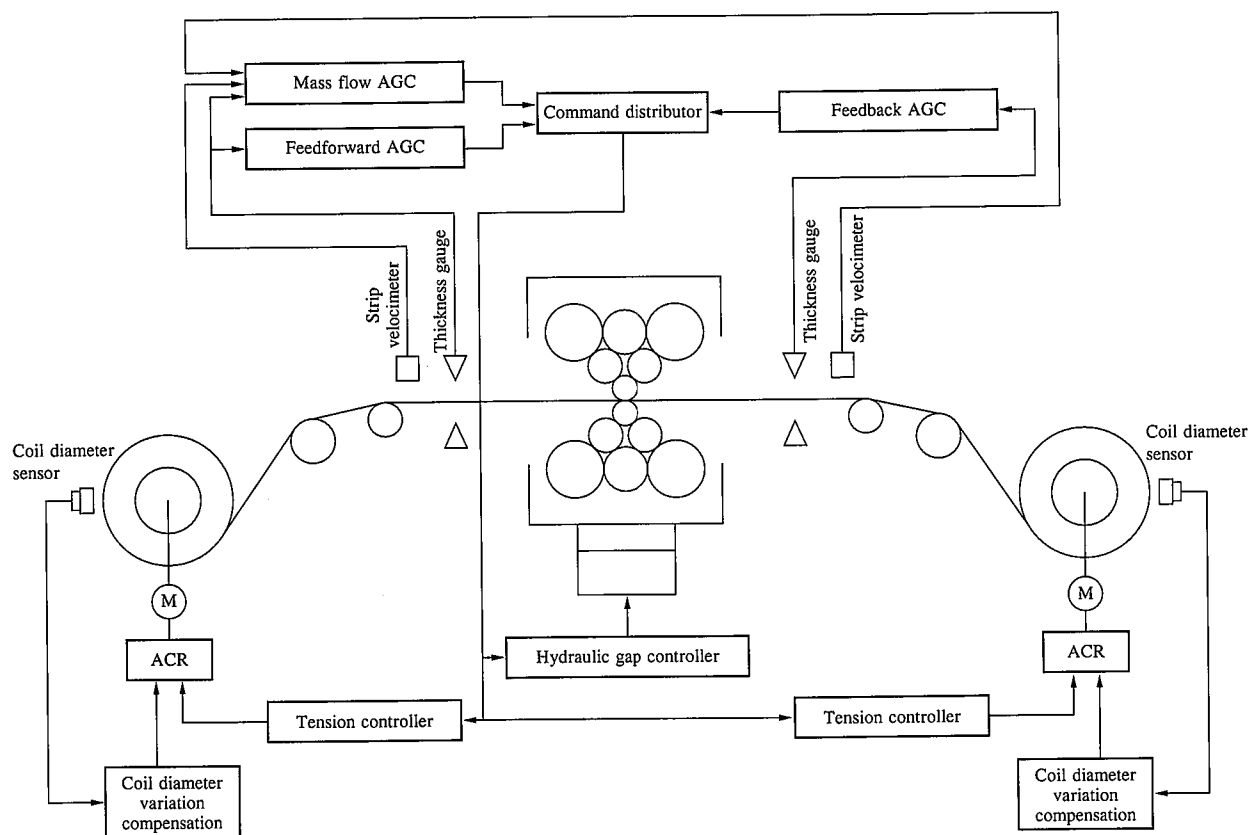 Mass flow AGC
Command distributor
Feedback AGC
Feedforward AGC
Strip
velocimeter
Thickness gauge
Thickness gauge
Strip velocimeter
Coil diameter
sensor
Coil diameter
sensor
M
M
ACR
Hydraulic gap controller
ACR
Tension controller
Tension controller
Coil diameter
variation
compensation
Coil diameter
variation
compensation